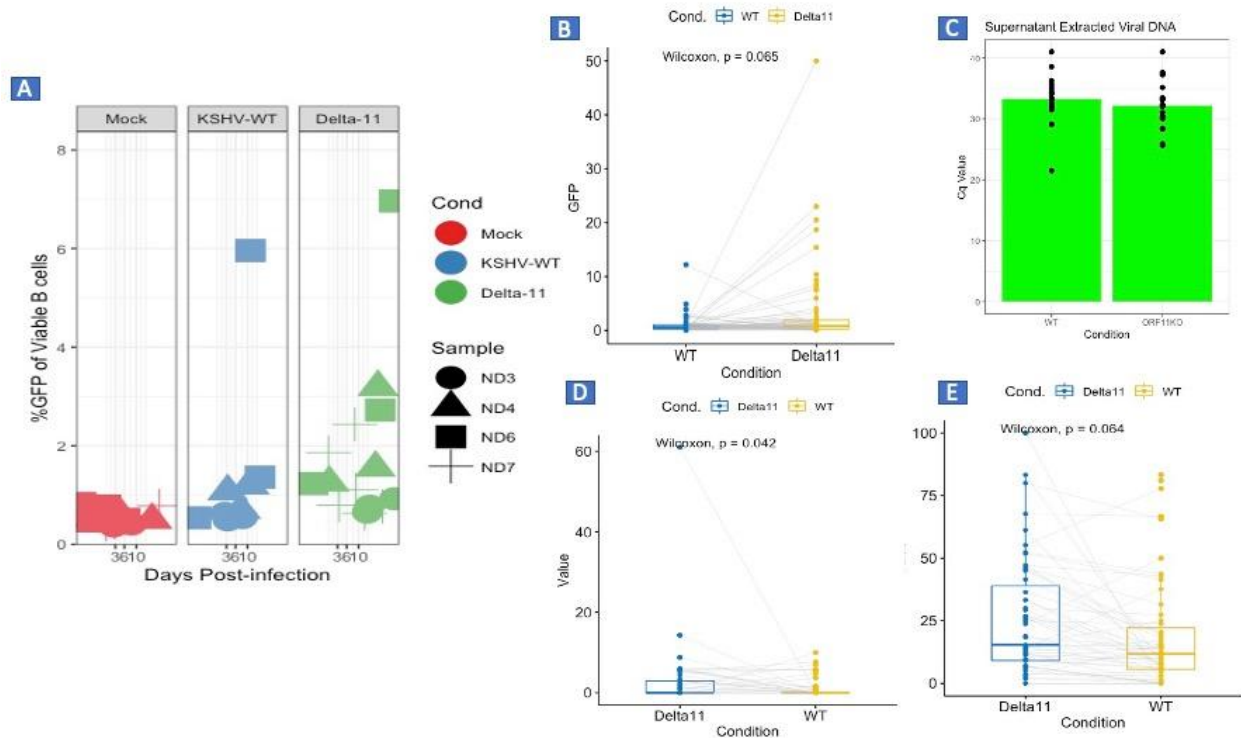 A
Mock KSHV-WT Delta-11
8
6
4
2
0
%GFP of Viable B cells
3610 3610 3610
Days Post-infection
Cond
Mock
KSHV-WT
Delta-11
Sample
ND3
ND4
ND6
ND7
B
Cond. WT Delta11
Wilcoxon, p = 0.065
50
40
30
20
10
0
GFP
WT Delta11
Condition
C
Supernatant Extracted Viral DNA
40
30
20
10
0
Cq Value
WT ORF11KO
Condition
D
Cond. Delta11 WT
Wilcoxon, p = 0.042
60
40
20
0
Value
Delta11 WT
Condition
E
Cond. Delta11 WT
Wilcoxon, p = 0.064
100
75
50
25
0
Delta11 WT
Condition